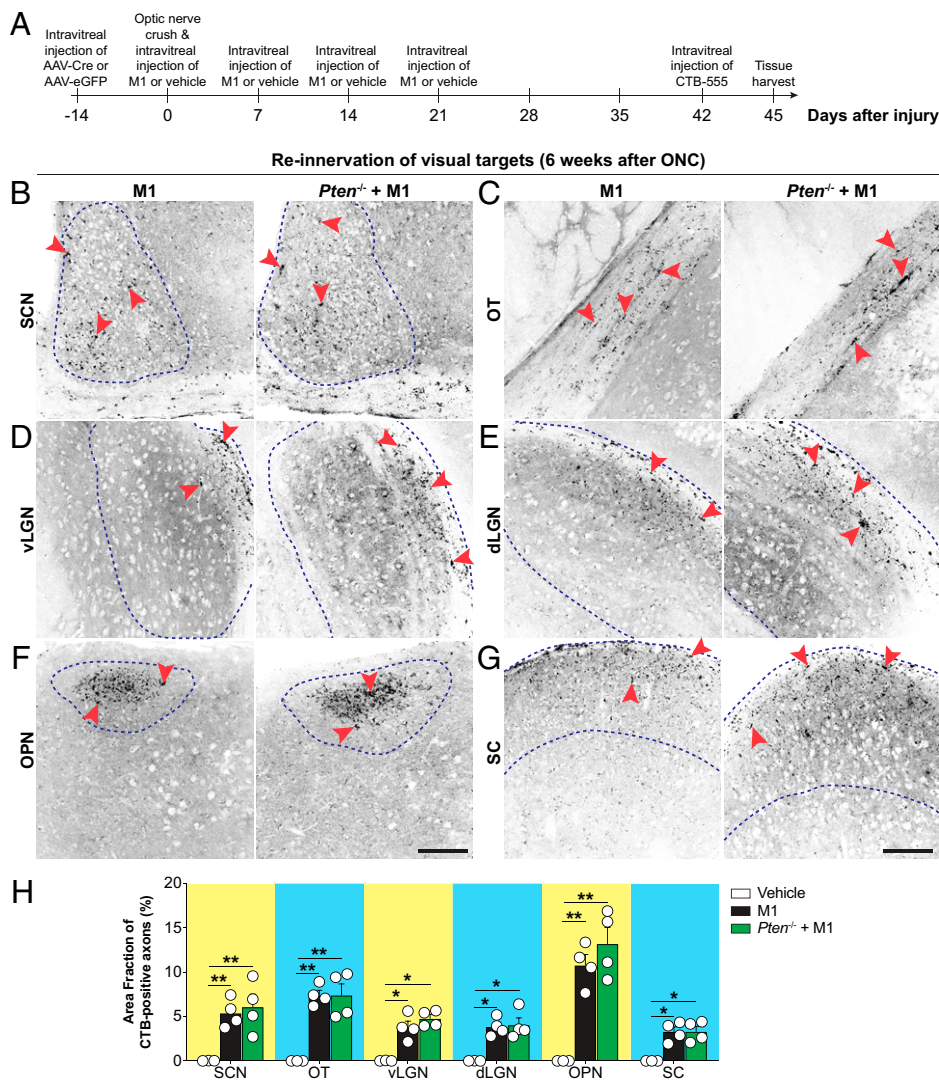 A
Intravitreal
injection of
AAV-Cre or
AAV-eGFP
Optic nerve
crush &
intravitreal
injection of
M1 or vehicle
Intravitreal
injection of
M1 or vehicle
Intravitreal
injection of
M1 or vehicle
Intravitreal
injection of
M1 or vehicle
Intravitreal
injection of
CTB-555
Tissue
harvest
-14 0 7 14 21 28 35 42 45 Days after injury
Re-innervation of visual targets (6 weeks after ONC)
B M1 Pten-/- + M1 C M1 Pten-/- + M1
SCN OT
D E
vLGN dLGN
F G
OPN SC
H
Area Fraction of
CTB-positive axons (%)
20
15
10
5
0
** ** ** ** * * * * ** ** * *
SCN OT vLGN dLGN OPN SC
Vehicle
M1
Pten-/- + M1